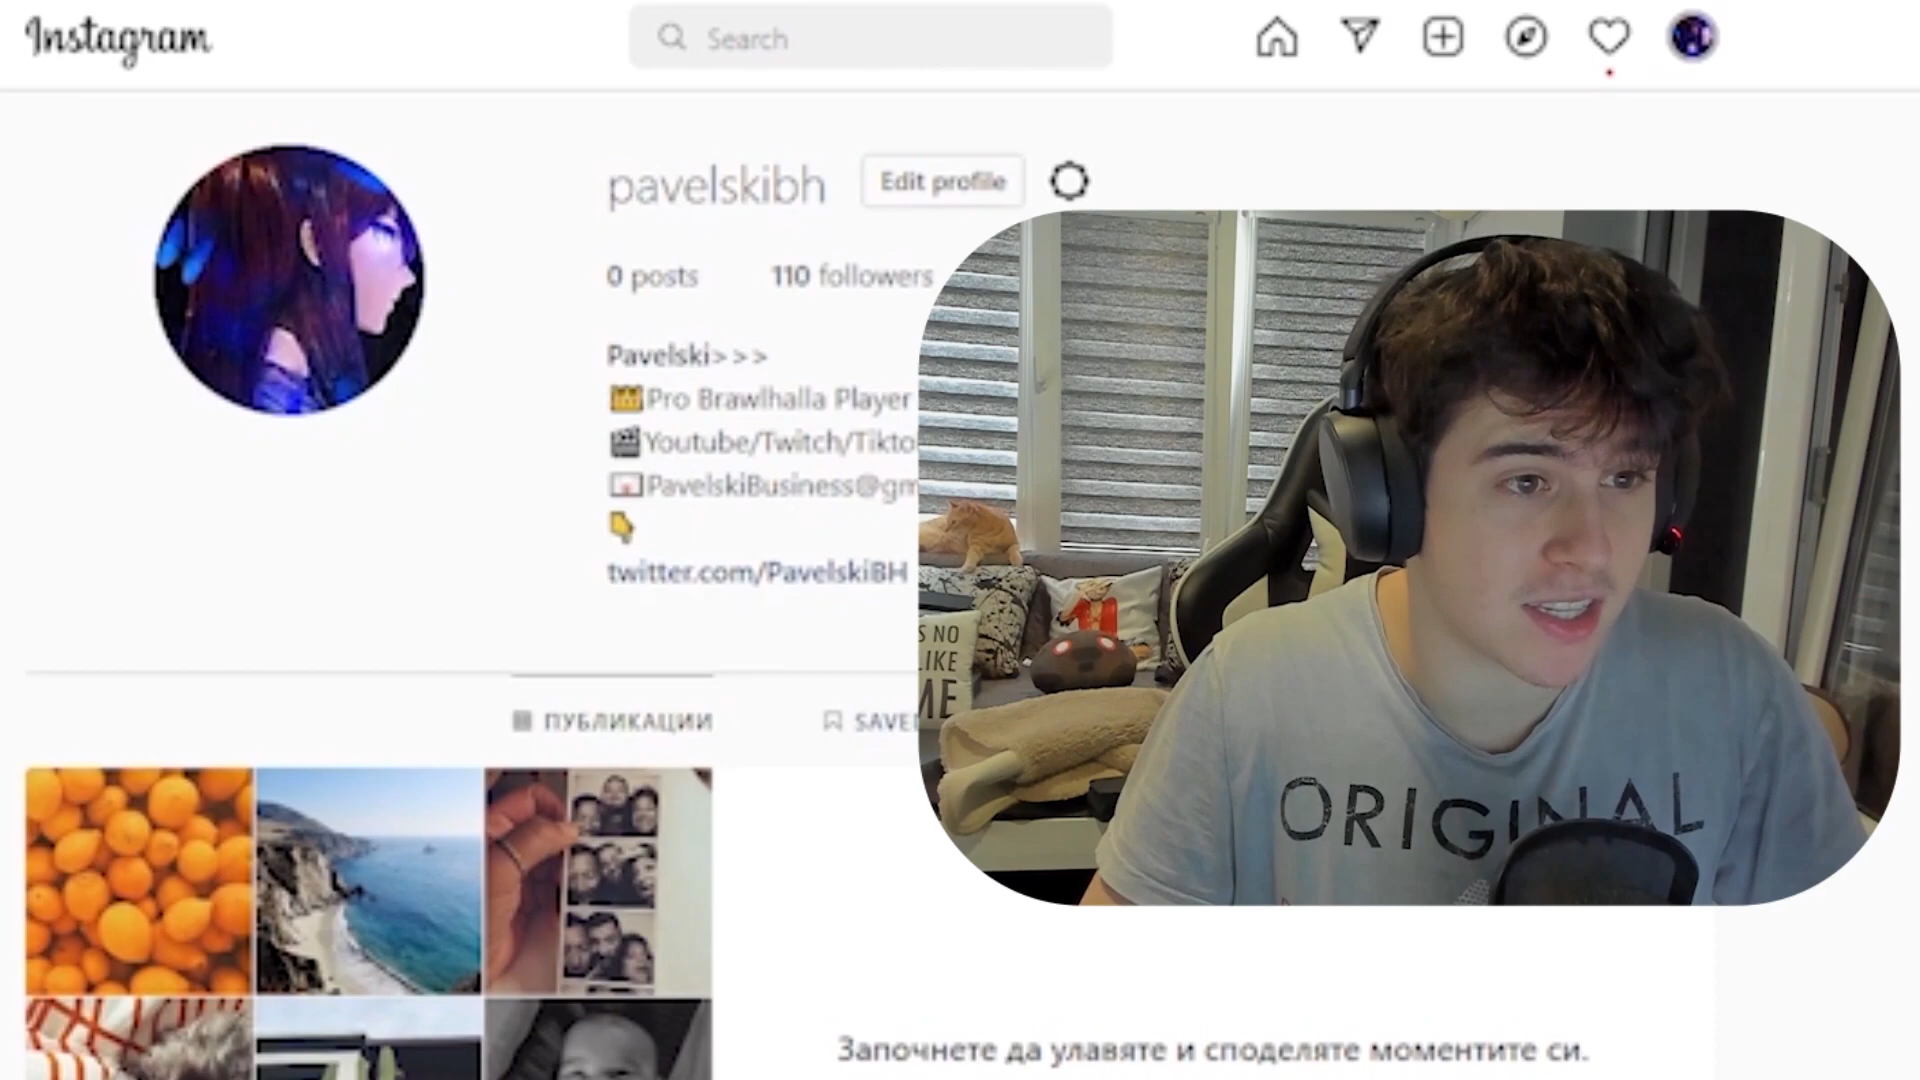 Instagram
Search
pavelskibh
Edit profile
0 posts
110 followers
Pavelski>>>
Pro Brawlhalla Player
Youtube/Twitch/Tikto
PavelskiBusiness@gm
twitter.com/PavelskiBH
ПУБЛИКАЦИИ
SAVED
S NO
LIKE
ME
ORIGINAL
Започнете да улавяте и споделяте моментите си.